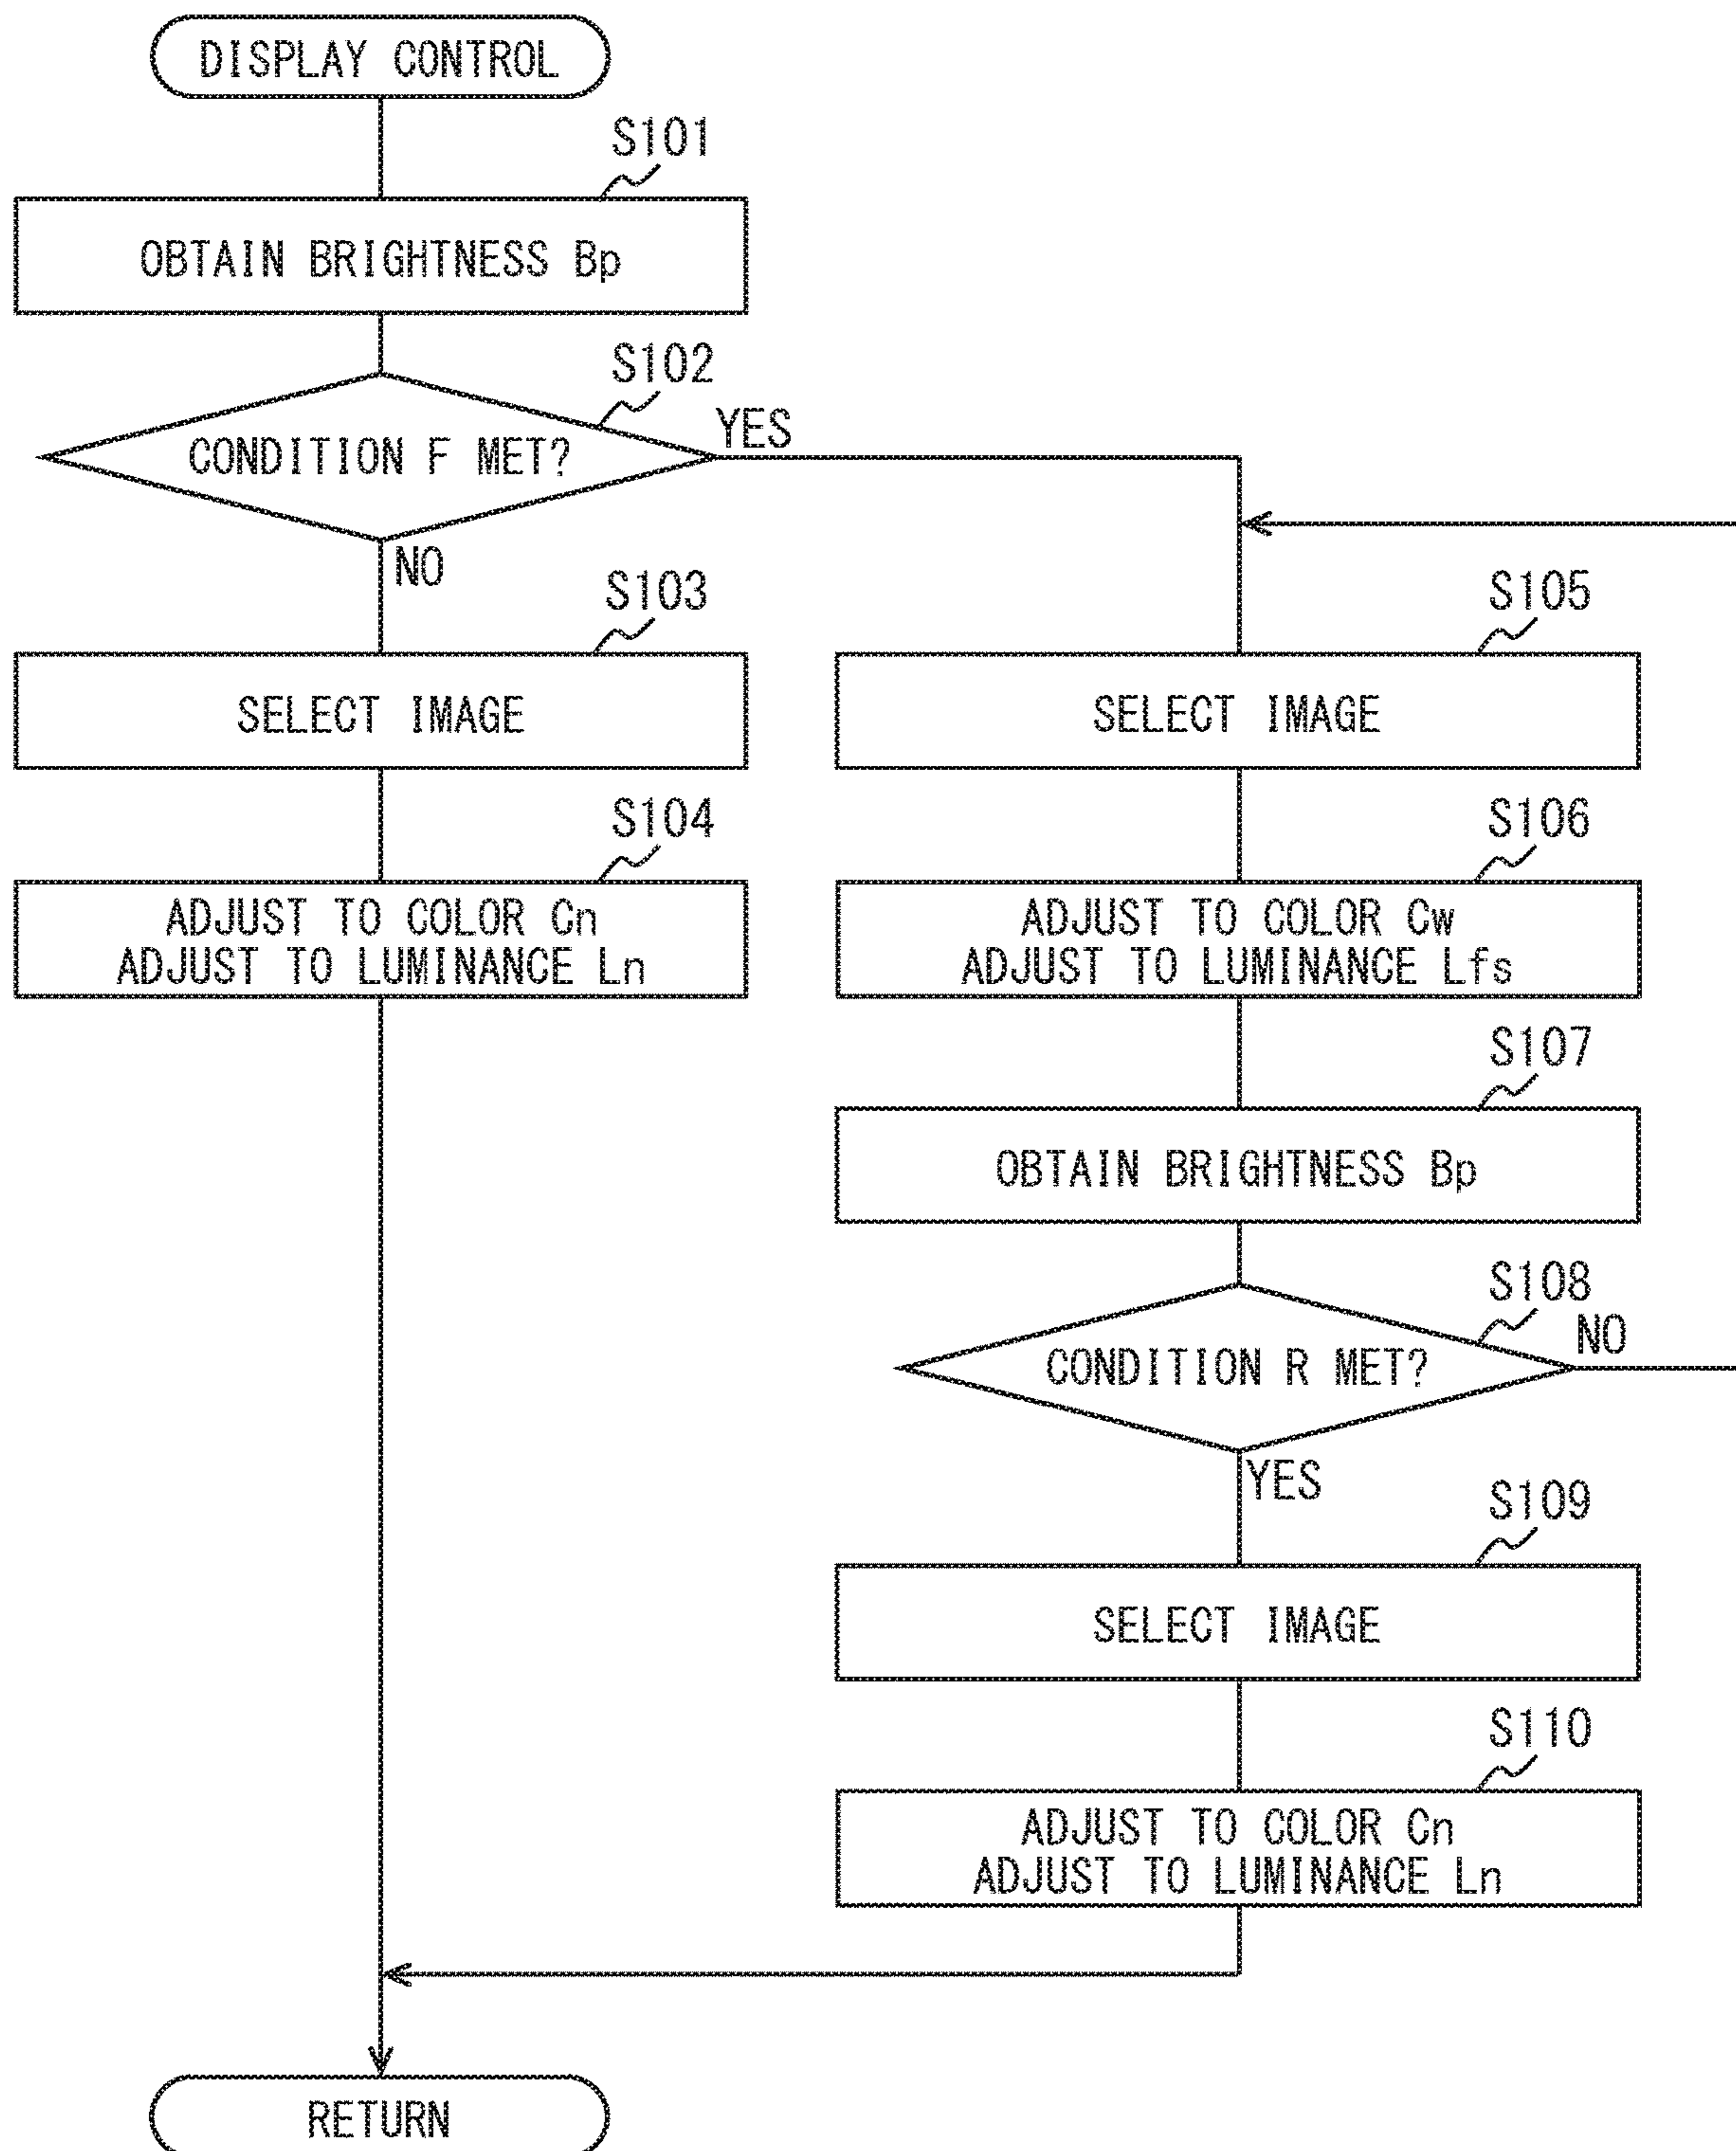 DISPLAY CONTROL
S101
OBTAIN BRIGHTNESS Bp
S102
CONDITION F MET?
YES
NO
S103
SELECT IMAGE
S104
ADJUST TO COLOR Cn
ADJUST TO LUMINANCE Ln
S105
SELECT IMAGE
S106
ADJUST TO COLOR Cw
ADJUST TO LUMINANCE Lfs
S107
OBTAIN BRIGHTNESS Bp
S108
CONDITION R MET?
NO
YES
S109
SELECT IMAGE
S110
ADJUST TO COLOR Cn
ADJUST TO LUMINANCE Ln
RETURN